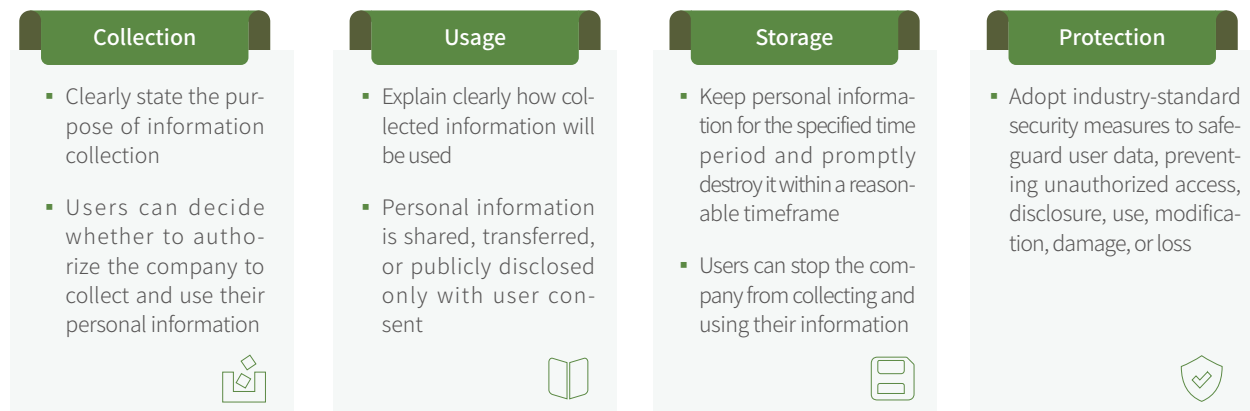 Collection
▪ Clearly state the pur-
pose of information
collection
▪ Users can decide
whether to autho-
rize the company to
collect and use their
personal information
Usage
▪ Explain clearly how col-
lected information will
be used
▪ Personal information
is shared, transferred,
or publicly disclosed
only with user con-
sent
Storage
▪ Keep personal informa-
tion for the specified time
period and promptly
destroy it within a reason-
able timeframe
▪ Users can stop the com-
pany from collecting and
using their information
Protection
▪ Adopt industry-standard
security measures to safe-
guard user data, prevent-
ing unauthorized access,
disclosure, use, modifica-
tion, damage, or loss